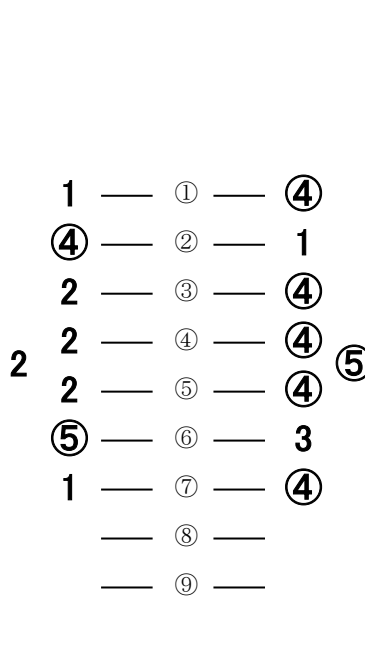 1 — ① — ④
④ — ② — 1
2 — ③ — ④
2 — ④ — ④
2 ⑤
2 — ⑤ — ④
⑤ — ⑥ — 3
1 — ⑦ — ④
— ⑧ —
— ⑨ —